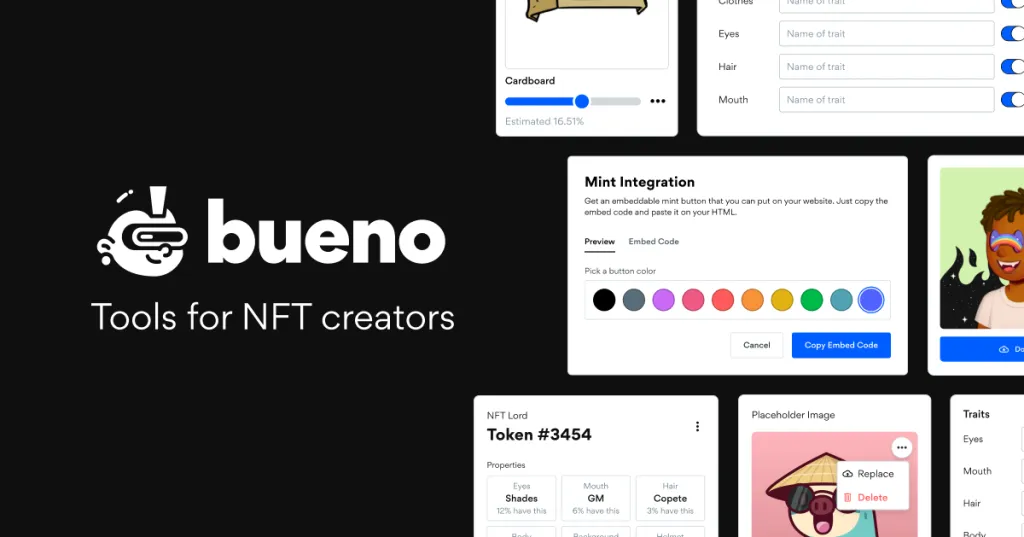 bueno
Tools for NFT creators
Cardboard
Estimated 16.51%
Clothes
Eyes
Name of trait
Hair
Name of trait
Mouth
Name of trait
Name of trait
Mint Integration
Get an embeddable mint button that you can put on your website. Just copy the
embed code and paste it on your HTML.
Preview
Embed Code
Pick a button color
Cancel
Copy Embed Code
NFT Lord
Token #3454
Properties
Eyes
Shades
12% have this
Mouth
GM
6% have this
Hair
Copete
3% have this
Body
Background
Helmet
Placeholder Image
Replace
Delete
Traits
Eyes
Mouth
Hair
Body